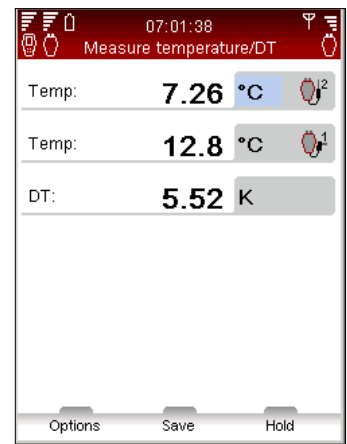 07:01:38
Measure temperature/DT
Temp: 7.26 °C 2
Temp: 12.8 °C 1
DT: 5.52 K
Options Save Hold